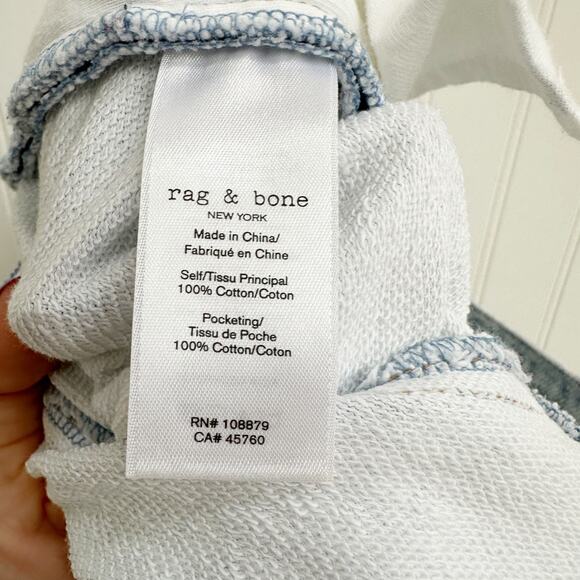 rag & bone
NEW YORK
Made in China/
Fabriqué en Chine
Self/Tissu Principal
100% Cotton/Coton
Pocketing/
Tissu de Poche
100% Cotton/Coton
RN# 108879
CA# 45760